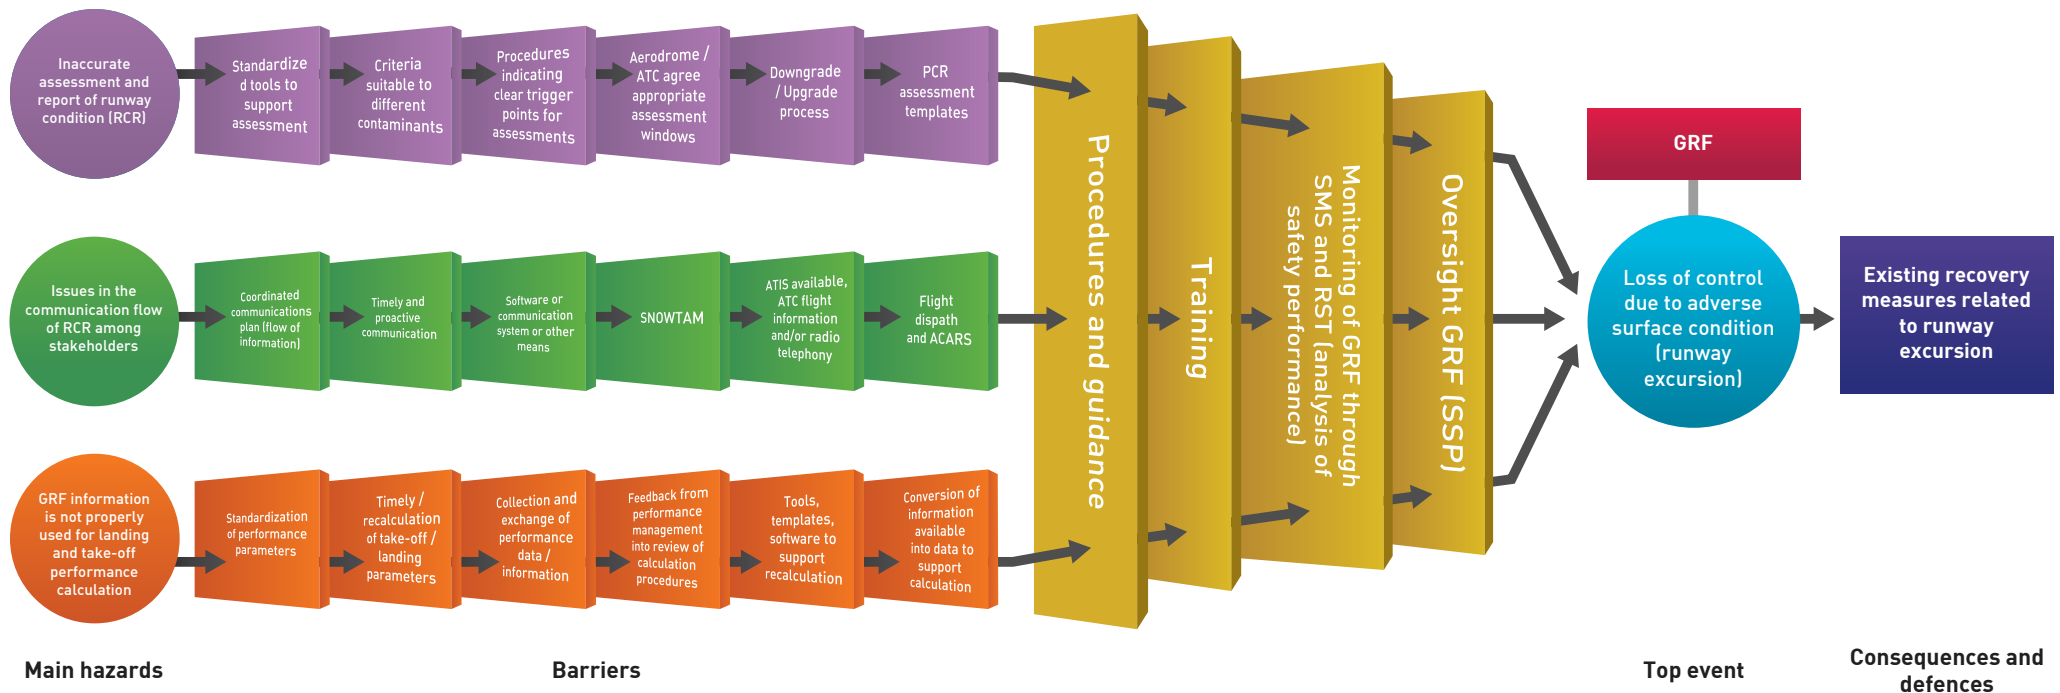 Inaccurate
assessment and
report of runway
condition (RCR)
Standardize
d tools to
support
assessment
Criteria
suitable to
different
contaminants
Procedures
indicating
clear trigger
points for
assessments
Aerodrome /
ATC agree
appropriate
assessment
windows
Downgrade
/ Upgrade
process
PCR
assessment
templates
Issues in the
communication flow
of RCR among
stakeholders
Coordinated
communications
plan (flow of
information)
Timely and
proactive
communication
Software or
communication
system or other
means
SNOWTAM
ATIS available,
ATC flight
information
and/or radio
telephony
Flight
dispath
and ACARS
GRF information
is not properly
used for landing
and take-off
performance
calculation
Standardization
of performance
parameters
Timely /
recalculation
of take-off /
landing
parameters
Collection and
exchange of
performance
data /
information
Feedback from
performance
management
into review of
calculation
procedures
Tools,
templates,
software to
support
recalculation
Conversion of
information
available
into data to
support
calculation
Procedures and guidance
Training
Monitoring of GRF through
SMS and RST (analysis of
safety performance)
Oversight GRF (SSP)
GRF
Loss of control
due to adverse
surface condition
(runway
excursion)
Existing recovery
measures related
to runway
excursion
Main hazards
Barriers
Top event
Consequences and
defences